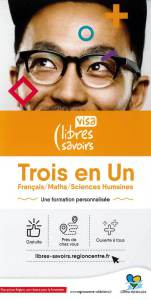 visa
libres
savoirs
Trois en Un
Français/Maths/Sciences Humaines
Une formation personnalisée
Gratuite
Près de
chez vous
Ouverte à tous
libres-savoirs.regioncentre.fr